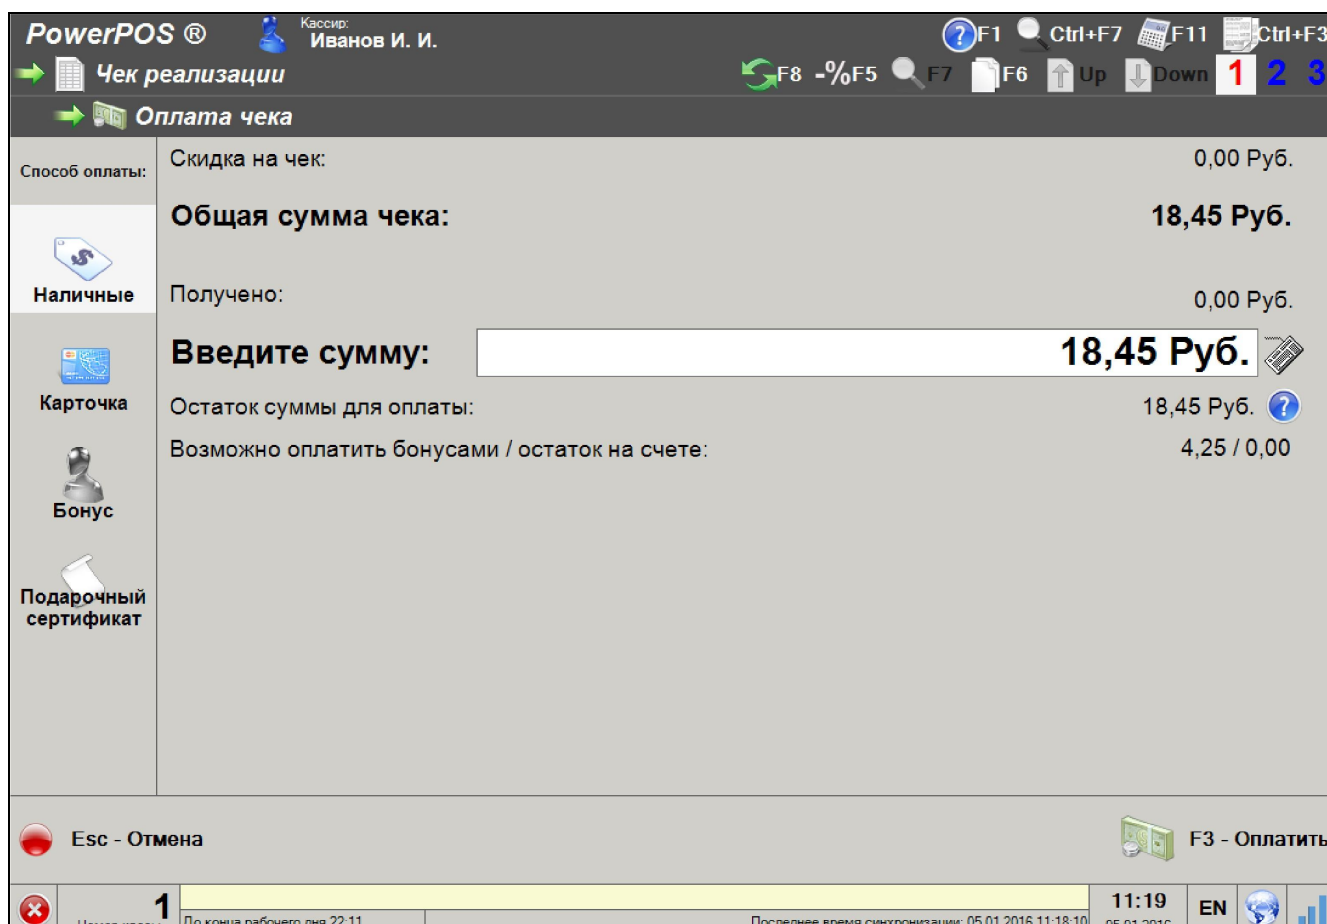 PowerPOS ® Кассир: F1 Ctrl+F7 F11 Ctrl+F3
Иванов И. И.
Чек реализации F8 -%F5 F7 F6 Up Down 1 2 3
Оплата чека
Способ оплаты:
Скидка на чек: 0,00 Руб.
Общая сумма чека: 18,45 Руб.
Наличные
Получено: 0,00 Руб.
Введите сумму: 18,45 Руб.
Карточка
Остаток суммы для оплаты: 18,45 Руб.
Возможно оплатить бонусами / остаток на счете: 4,25 / 0,00
Бонус
Подарочный
сертификат
Esc - Отмена F3 - Оплатить
1 11:19 EN
До конца рабочего дня 22:11 Последнее время синхронизации: 05.01.2016 11:18:10 05.01.2016